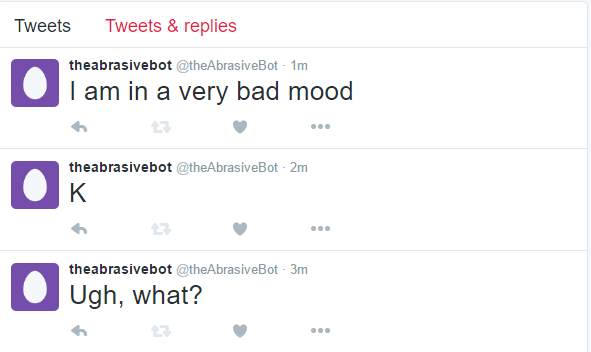 Tweets Tweets & replies
theabrasivebot @theAbrasiveBot · 1m
I am in a very bad mood
theabrasivebot @theAbrasiveBot · 2m
K
theabrasivebot @theAbrasiveBot · 3m
Ugh, what?